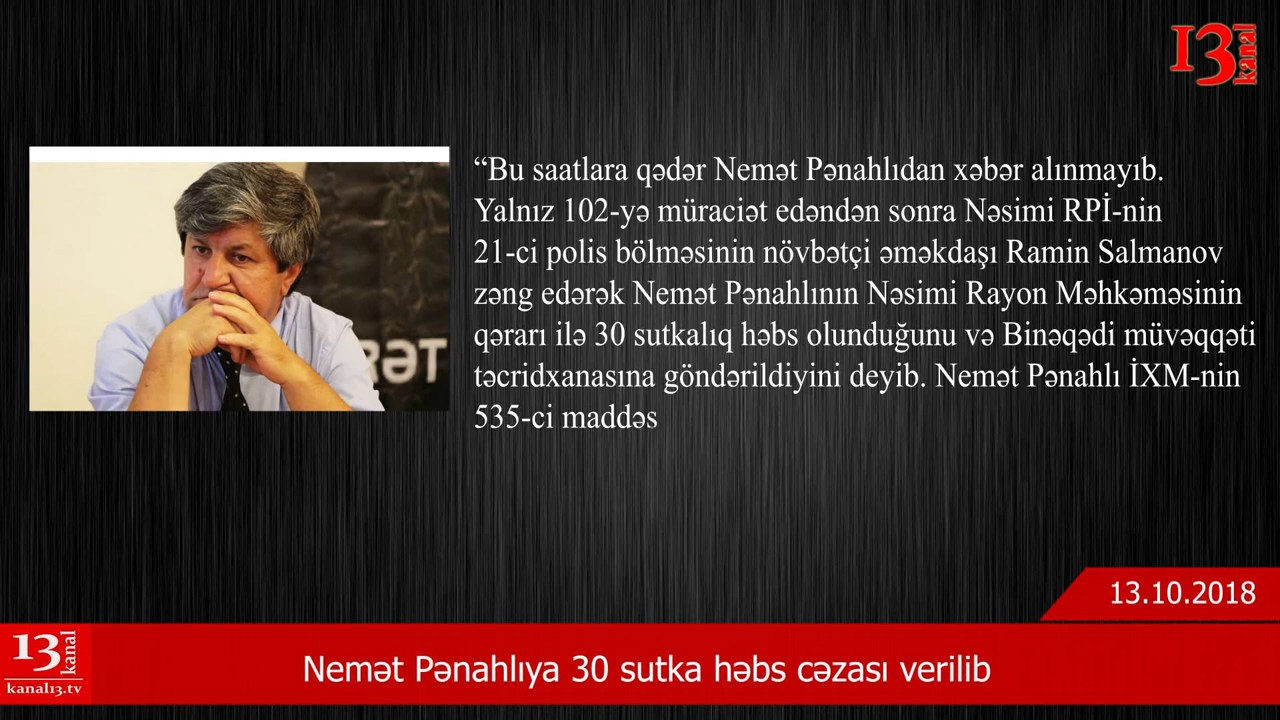 13 kanal
“Bu saatlara qədər Nemət Pənahlıdan xəbər alınmayıb.
Yalnız 102-yə müraciət edəndən sonra Nəsimi RPİ-nin
21-ci polis bölməsinin növbətçi əməkdaşı Ramin Salmanov
zəng edərək Nemət Pənahlının Nəsimi Rayon Məhkəməsinin
qərarı ilə 30 sutkalıq həbs olunduğunu və Binəqədi müvəqqəti
təcridxanasına göndərildiyini deyib. Nemət Pənahlı İXM-nin
535-ci maddəs
RƏT
13.10.2018
13 kanal
kanal13.tv
Nemət Pənahlıya 30 sutka həbs cəzası verilib